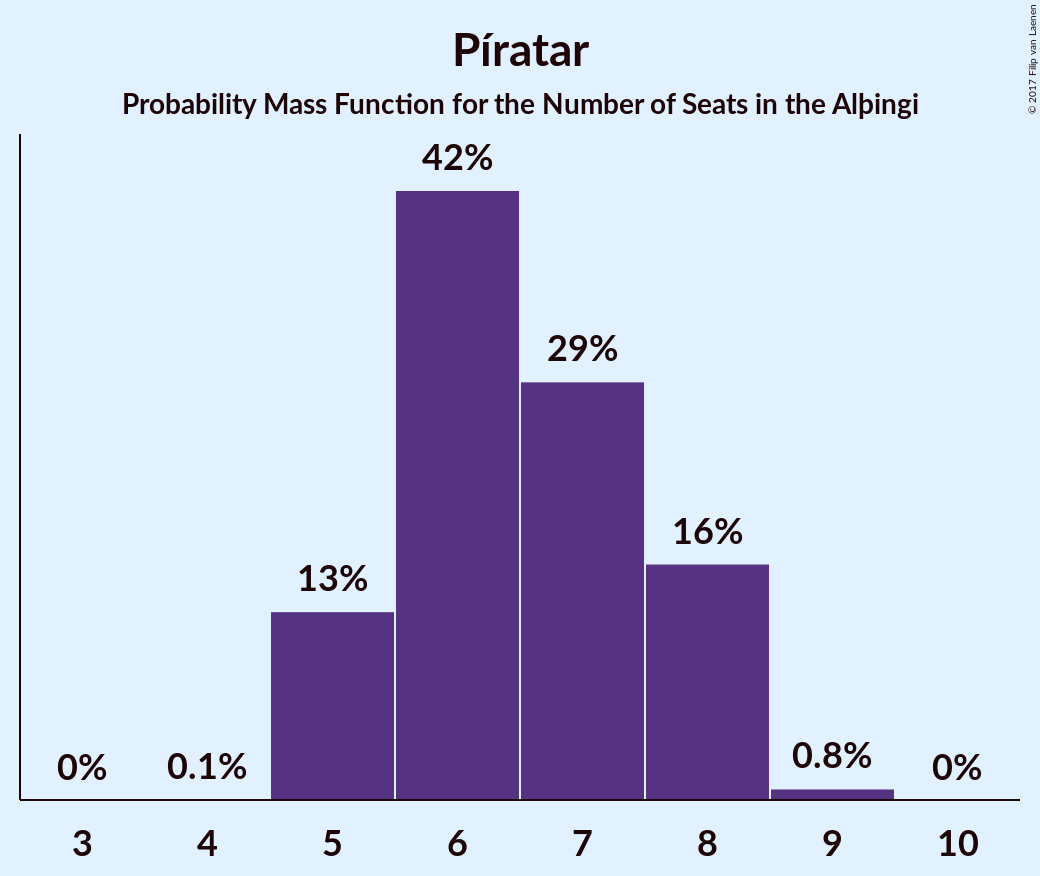 Píratar
Probability Mass Function for the Number of Seats in the Alþingi
© 2017 Filip van Laenen
42%
29%
16%
13%
0%
0.1%
0.8%
0%
3 4 5 6 7 8 9 10